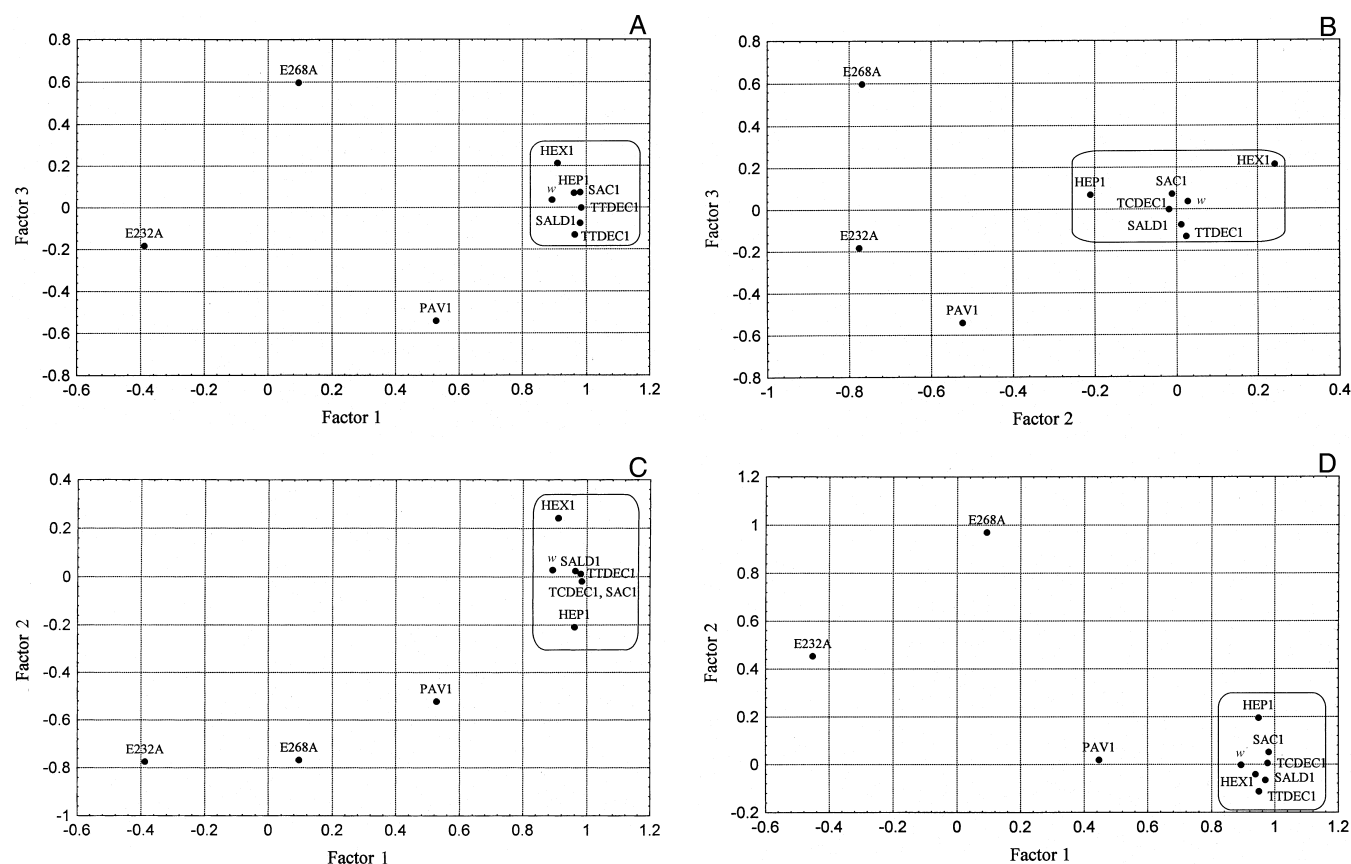 A
0.8
0.6
0.4
0.2
0
-0.2
-0.4
-0.6
-0.8
Factor 3
E268A
HEX1
HEP1
w
SAC1
TTDEC1
SALD1
TTDEC1
E232A
PAV1
-0.6 -0.4 -0.2 0 0.2 0.4 0.6 0.8 1 1.2
Factor 1
B
0.8
0.6
0.4
0.2
0
-0.2
-0.4
-0.6
-0.8
Factor 3
E268A
HEX1
HEP1
SAC1
TCDEC1
w
SALD1
TTDEC1
E232A
PAV1
-1 -0.8 -0.6 -0.4 -0.2 0 0.2 0.4
Factor 2
C
0.4
0.2
0
-0.2
-0.4
-0.6
-0.8
-1
Factor 2
HEX1
w SALD1
TTDEC1
TCDEC1, SAC1
HEP1
PAV1
E232A
E268A
-0.6 -0.4 -0.2 0 0.2 0.4 0.6 0.8 1 1.2
Factor 1
D
1.2
1
0.8
0.6
0.4
0.2
0
-0.2
Factor 2
E268A
E232A
HEP1
SAC1
PAV1
w
TCDEC1
HEX1
SALD1
TTDEC1
-0.6 -0.4 -0.2 0 0.2 0.4 0.6 0.8 1 1.2
Factor 1